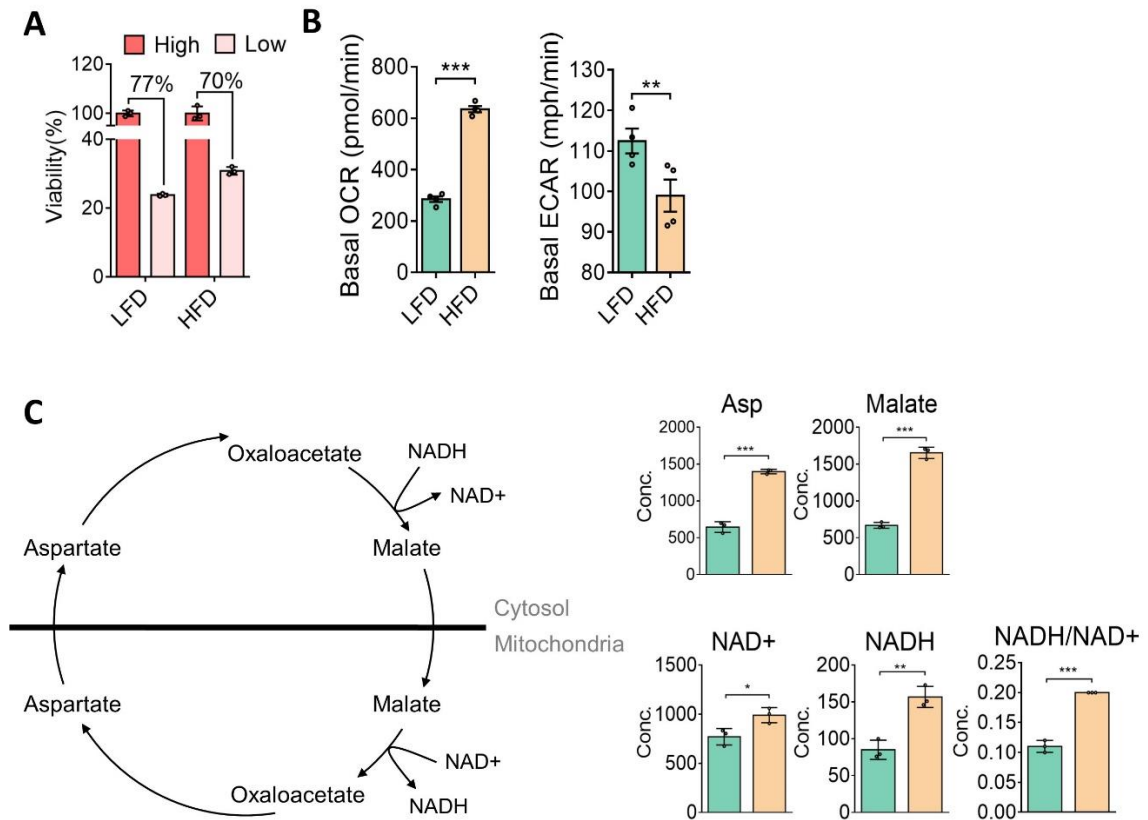 A
High Low
Viability(%)
100
40
20
0
77%
70%
LFD
HFD
B
Basal OCR (pmol/min)
800
600
400
200
0
***
LFD
HFD
Basal ECAR (mph/min)
130
120
110
100
90
80
**
LFD
HFD
C
Oxaloacetate
NADH
NAD+
Aspartate
Malate
Cytosol
Mitochondria
Aspartate
Malate
NAD+
Oxaloacetate
NADH
Asp
Conc.
2000
1500
1000
500
0
***
Malate
Conc.
2000
1500
1000
500
0
***
NAD+
Conc.
1500
1000
500
0
*
NADH
Conc.
200
150
100
50
0
**
NADH/NAD+
Conc.
0.25
0.20
0.15
0.10
0.05
0.00
***